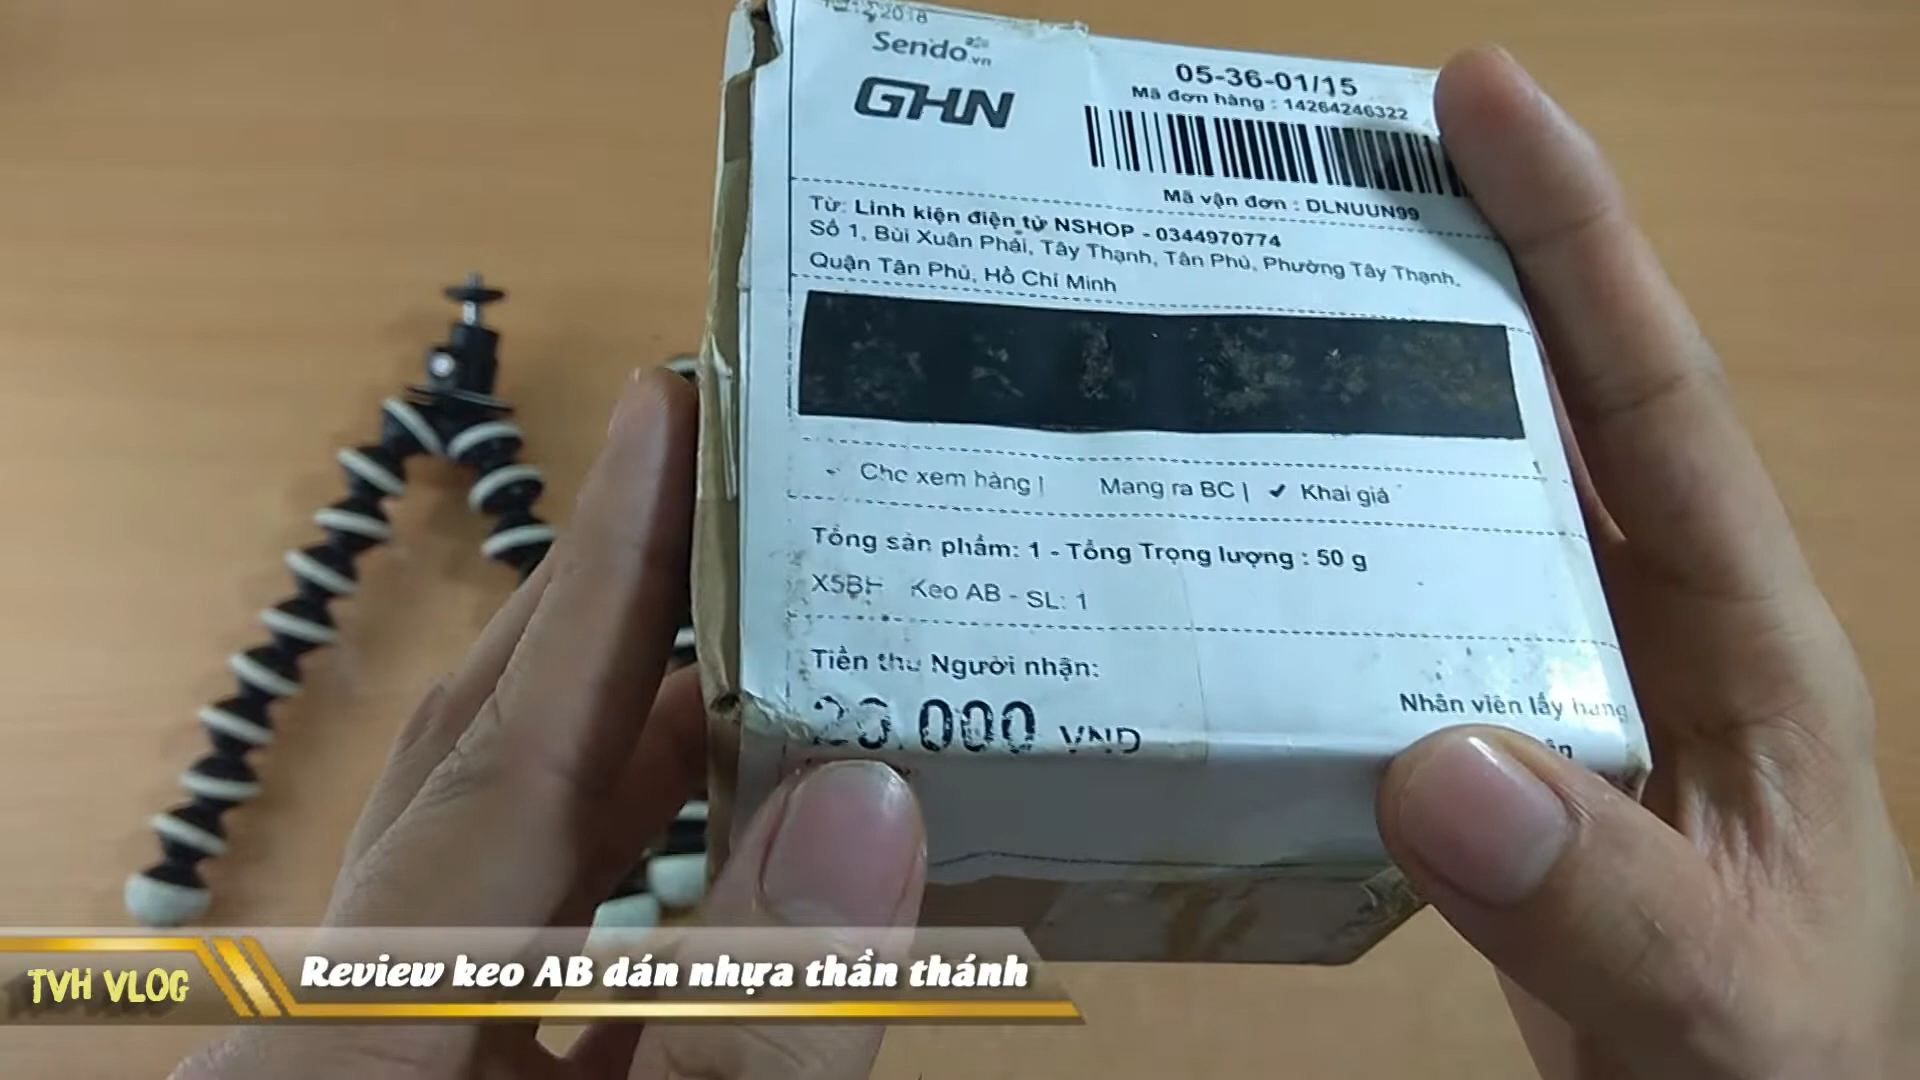 2018
Sendo.vn
GHN
05-36-01/15
Mã đơn hàng : 14264246322
Mã vận đơn : DLNUUN99
Từ: Linh kiện điện tử NSHOP - 0344970774
Số 1, Bùi Xuân Phái, Tây Thạnh, Tân Phú, Phường Tây Thạnh,
Quận Tân Phú, Hồ Chí Minh
Cho xem hàng | Mang ra BC | ✔ Khai giá
Tổng sản phẩm: 1 - Tổng Trọng lượng : 50 g
Keo AB - SL: 1
Tiền thu Người nhận:
.000 VND
Nhân viên lấy hàng
TVH VLOG
Review keo AB dán nhựa thần thánh